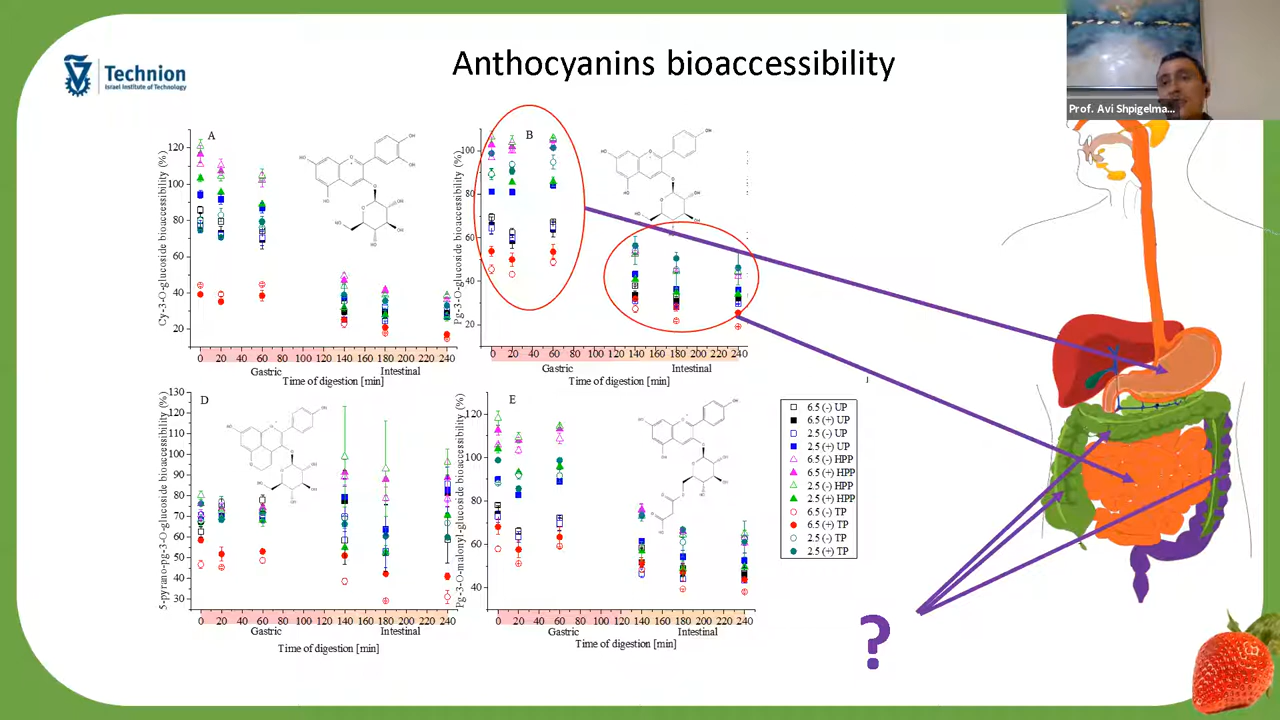 Anthocyanins bioaccessibility
Technion
Israel Institute of Technology
Prof. Avi Shpigelma...
A
Cy-3-O-glucoside bioaccessibility (%)
120
100
80
60
40
20
0 20 40 60 80 100 120 140 160 180 200 220 240
Gastric Intestinal
Time of digestion [min]
B
Pg-3-O-glucoside bioaccessibility (%)
100
80
60
40
20
0 20 40 60 80 100 120 140 160 180 200 220 240
Gastric Intestinal
Time of digestion [min]
D
5-pyrano-pg-3-O-glucoside bioaccessibility (%)
130
120
110
100
90
80
70
60
50
40
30
0 20 40 60 80 100 120 140 160 180 200 220 240
Gastric Intestinal
Time of digestion [min]
E
Pg-3-O-malonyl-glucoside bioaccessibility (%)
120
100
80
60
40
0 20 40 60 80 100 120 140 160 180 200 220 240
Gastric Intestinal
Time of digestion [min]
6.5 (-) UP
6.5 (+) UP
2.5 (-) UP
2.5 (+) UP
6.5 (-) HPP
6.5 (+) HPP
2.5 (-) HPP
2.5 (+) HPP
6.5 (-) TP
6.5 (+) TP
2.5 (-) TP
2.5 (+) TP
?